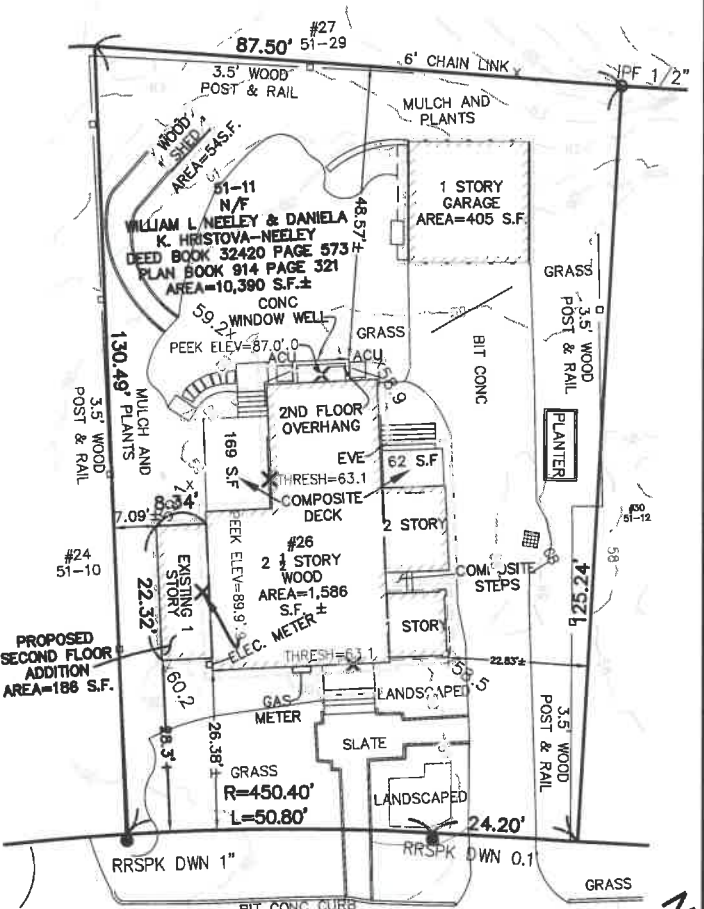 #27
51-29
87.50'
6' CHAIN LINK
IPF 1/2"
3.5' WOOD
POST & RAIL
MULCH AND
PLANTS
WOOD
SHED
AREA=54S.F.
1 STORY
GARAGE
AREA=405 S.F.
51-11
N/F
WILLIAM L NEELEY & DANIELA
K. HRISTOVA-NEELEY
DEED BOOK 32420 PAGE 573
PLAN BOOK 914 PAGE 321
AREA=10,390 S.F.±
48.57'±
GRASS
3.5' WOOD
POST & RAIL
CONC
WINDOW WELL
59.2
GRASS
PEEK ELEV=87.0'
ACU
ACU
58.9
BIT CONC
130.49'
MULCH AND
PLANTS
3.5' WOOD
POST & RAIL
2ND FLOOR
OVERHANG
169 S.F
EVE
62 S.F
PLANTER
THRESH=63.1
COMPOSITE
DECK
8.34'
7.09'±
2 STORY
#30
51-12
58
#24
51-10
EXISTING 1
STORY
22.32'
PEEK ELEV=89.9'
#26
2 ½ STORY
WOOD
AREA=1,586
S.F. ±
COMPOSITE
STEPS
125.24'
PROPOSED
SECOND FLOOR
ADDITION
AREA=186 S.F.
ELEC. METER
STORY
THRESH=63.1
58.5
22.83'±
60.2
GAS
METER
LANDSCAPED
3.5' WOOD
POST & RAIL
28.3'±
26.38'±
SLATE
GRASS
R=450.40'
L=50.80'
LANDSCAPED
24.20'
RRSPK DWN 1"
RRSPK DWN 0.1'
GRASS
BIT CONC CURB